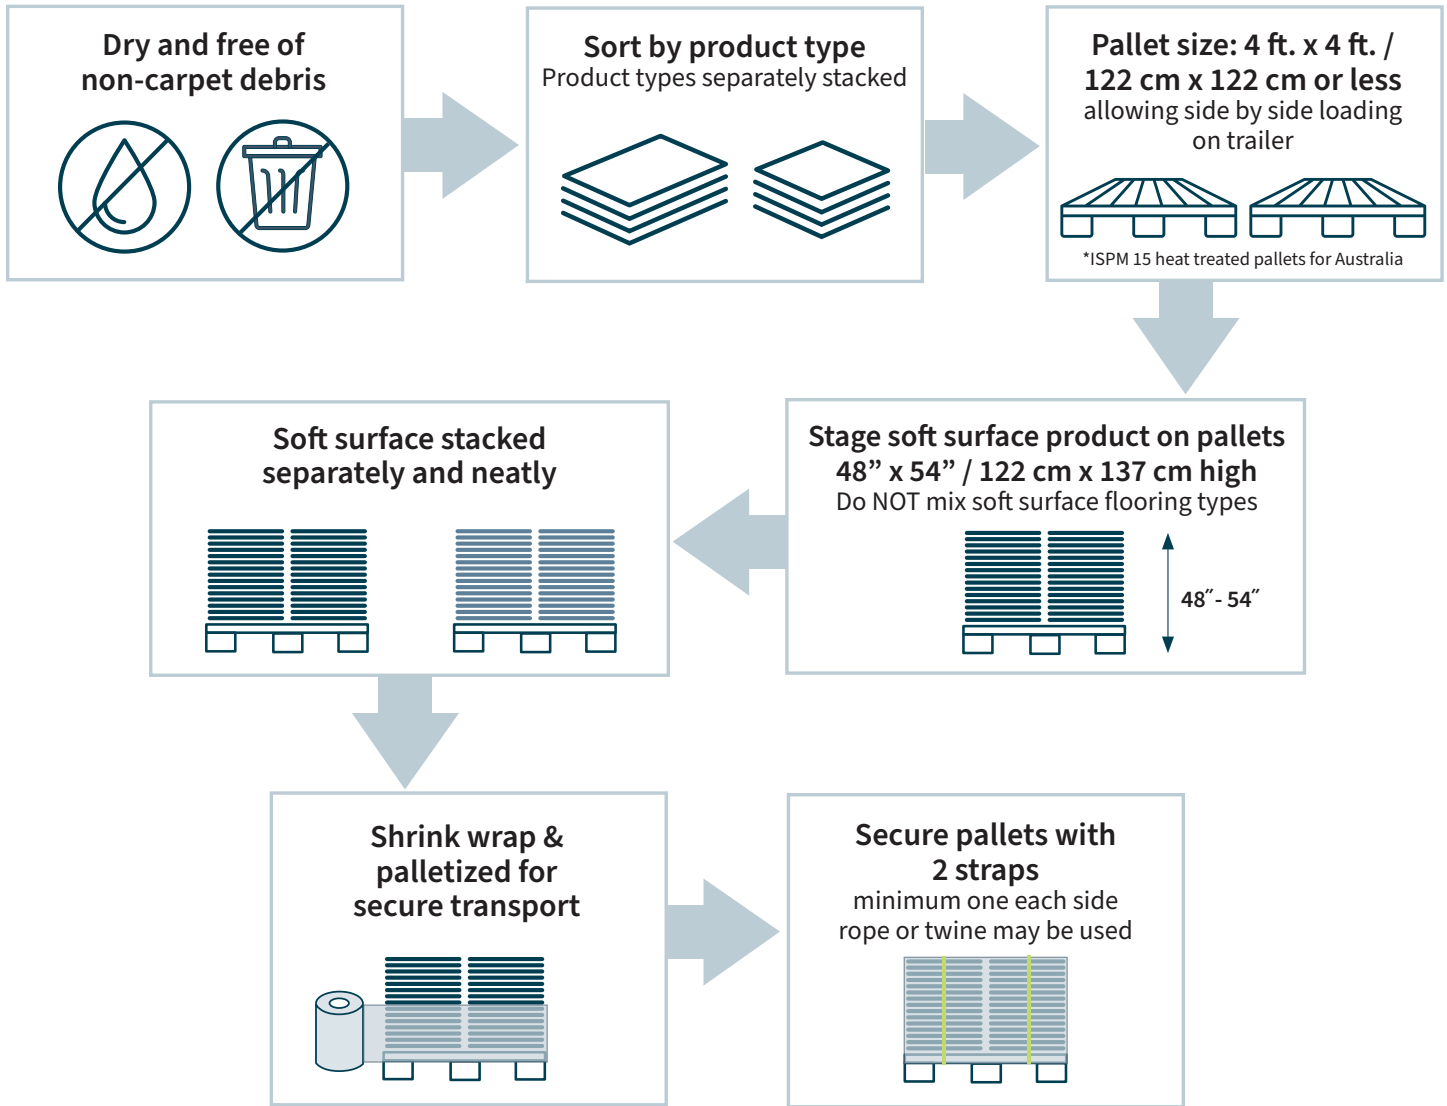 Dry and free of
non-carpet debris
Sort by product type
Product types separately stacked
Pallet size: 4 ft. x 4 ft. /
122 cm x 122 cm or less
allowing side by side loading
on trailer
*ISPM 15 heat treated pallets for Australia
Stage soft surface product on pallets
48” x 54” / 122 cm x 137 cm high
Do NOT mix soft surface flooring types
48˝- 54˝
Soft surface stacked
separately and neatly
Shrink wrap &
palletized for
secure transport
Secure pallets with
2 straps
minimum one each side
rope or twine may be used